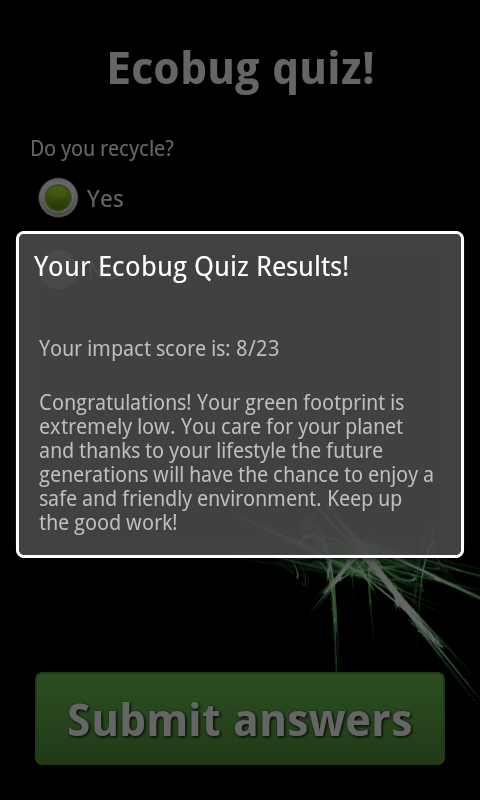 Ecobug quiz!
Do you recycle?
Yes
Your Ecobug Quiz Results!
Your impact score is: 8/23
Congratulations! Your green footprint is
extremely low. You care for your planet
and thanks to your lifestyle the future
generations will have the chance to enjoy a
safe and friendly environment. Keep up
the good work!
Submit answers